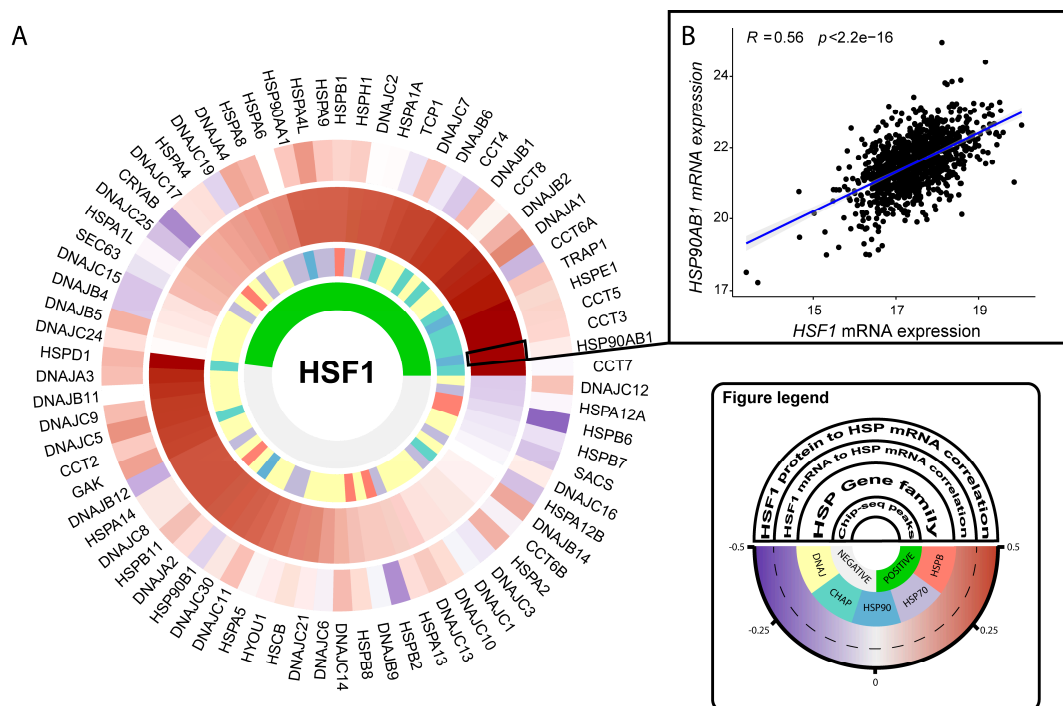 A
HSP90AA1
HSPA4L
HSPA9
HSPB1
HSPH1
DNAJC2
HSPA1A
TCP1
DNAJC7
DNAJB6
CCT4
DNAJB1
CCT8
DNAJB2
DNAJA1
CCT6A
TRAP1
HSPE1
CCT5
CCT3
HSP90AB1
CCT7
DNAJC12
HSPA12A
HSPB6
HSPB7
SACS
DNAJC16
HSPA12B
DNAJB14
CCT6B
HSPA2
DNAJC3
DNAJC1
DNAJC10
DNAJC13
HSPA13
HSPB2
DNAJB9
HSPB8
DNAJC14
DNAJC6
DNAJC21
HSCB
HYOU1
HSPA5
DNAJC11
DNAJC30
HSP90B1
DNAJA2
HSPB11
DNAJC8
HSPA14
DNAJB12
GAK
CCT2
DNAJC5
DNAJC9
DNAJB11
DNAJA3
HSPD1
DNAJC24
DNAJB5
DNAJB4
DNAJC15
SEC63
HSPA1L
DNAJC25
CRYAB
DNAJC17
HSPA4
DNAJC19
DNAJA4
HSPA8
HSPA6
HSF1
B
R = 0.56 p<2.2e−16
HSP90AB1 mRNA expression
24
22
20
17
15
17
19
HSF1 mRNA expression
Figure legend
HSF1 protein to HSP mRNA correlation
HSF1 mRNA to HSP mRNA correlation
HSP Gene family
Chip-seq peaks
-0.5
0.5
DNAJ
NEGATIVE
POSITIVE
HSPB
CHAP
HSP90
HSP70
-0.25
0.25
0